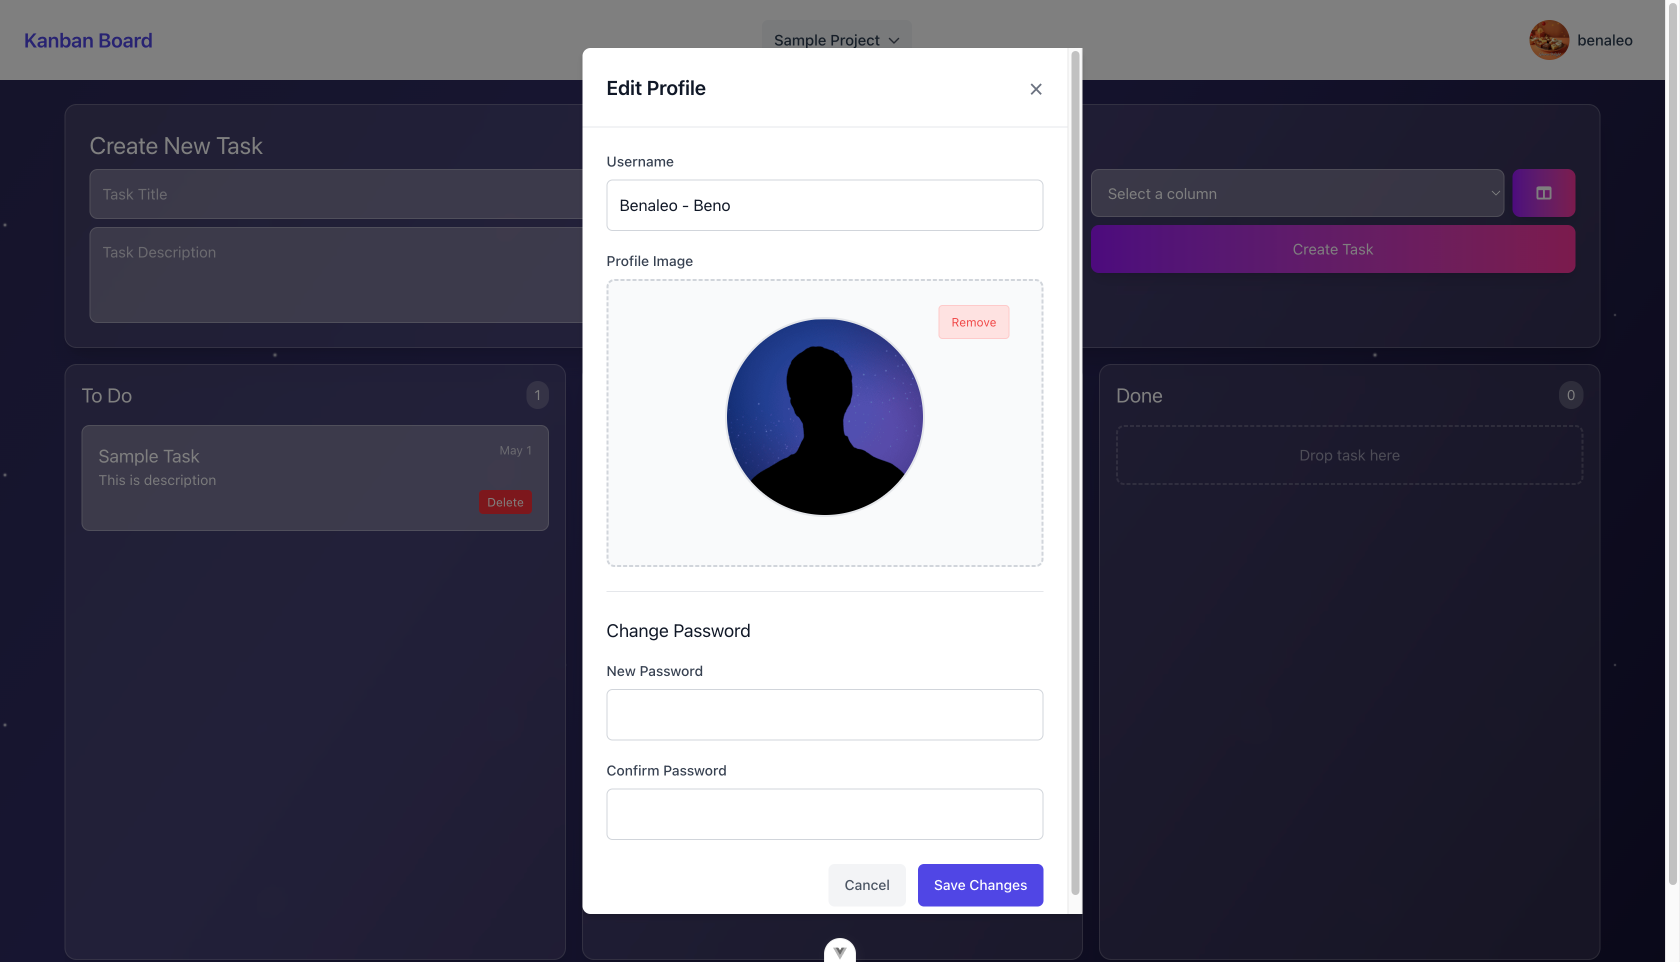 Kanban Board
Sample Project
benaleo
Edit Profile
Username
Benaleo - Beno
Profile Image
Remove
Change Password
New Password
Confirm Password
Cancel
Save Changes
Create New Task
Task Title
Task Description
Select a column
Create Task
To Do
1
Sample Task
May 1
This is description
Delete
Done
0
Drop task here